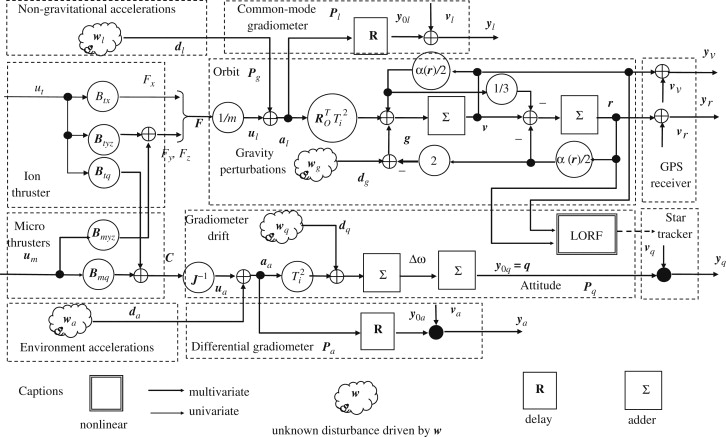 Non-gravitational accelerations
w_l
d_l
Common-mode gradiometer P_l
R
y_0l
v_l
y_l
Orbit P_g
u_t
B_tx
F_x
B_tyz
F_y, F_z
B_tq
Ion thruster
F
1/m
u_l
a_l
R_O^T T_i^2
α(r)/2
Σ
v
1/3
−
−
Σ
r
g
Gravity perturbations
w_g
d_g
−
2
α (r)/2
y_v
v_v
y_r
v_r
GPS receiver
Micro thrusters
u_m
B_myz
B_mq
C
Gradiometer drift
w_q
d_q
J^−1
u_a
a_a
T_i^2
Σ
Δω
Σ
y_0q = q
Attitude P_q
LORF
Star tracker
v_q
y_q
w_a
d_a
Environment accelerations
Differential gradiometer P_a
R
y_0a
v_a
y_a
Captions
nonlinear
multivariate
univariate
w
unknown disturbance driven by w
R
delay
Σ
adder